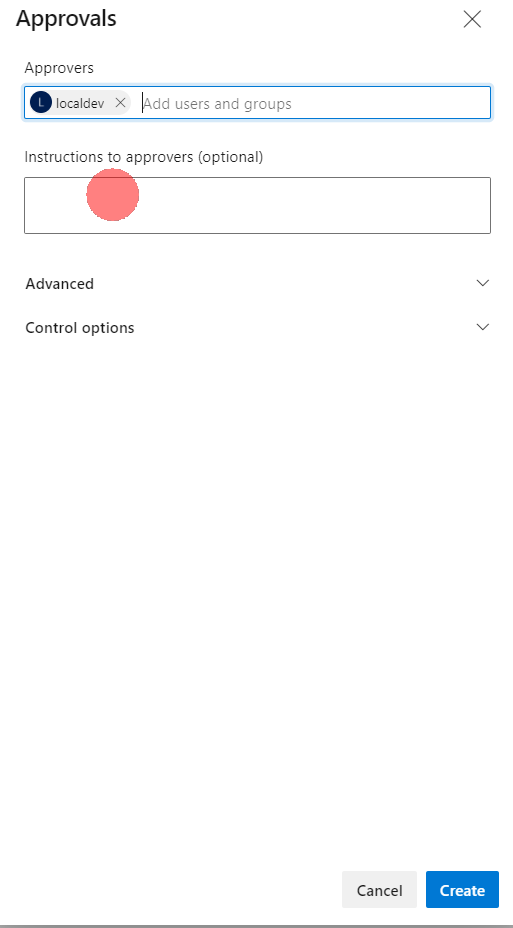 Approvals
Approvers
L localdev Add users and groups
Instructions to approvers (optional)
Advanced
Control options
Cancel Create